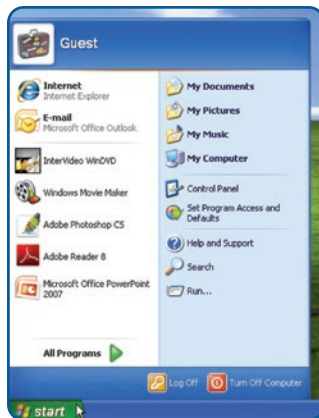 Guest
Internet
Internet Explorer
E-mail
Microsoft Office Outlook
InterVideo WinDVD
Windows Movie Maker
Adobe Photoshop CS
Adobe Reader 8
Microsoft Office PowerPoint
2007
All Programs
My Documents
My Pictures
My Music
My Computer
Control Panel
Set Program Access and
Defaults
Help and Support
Search
Run...
Log Off
Turn Off Computer
start